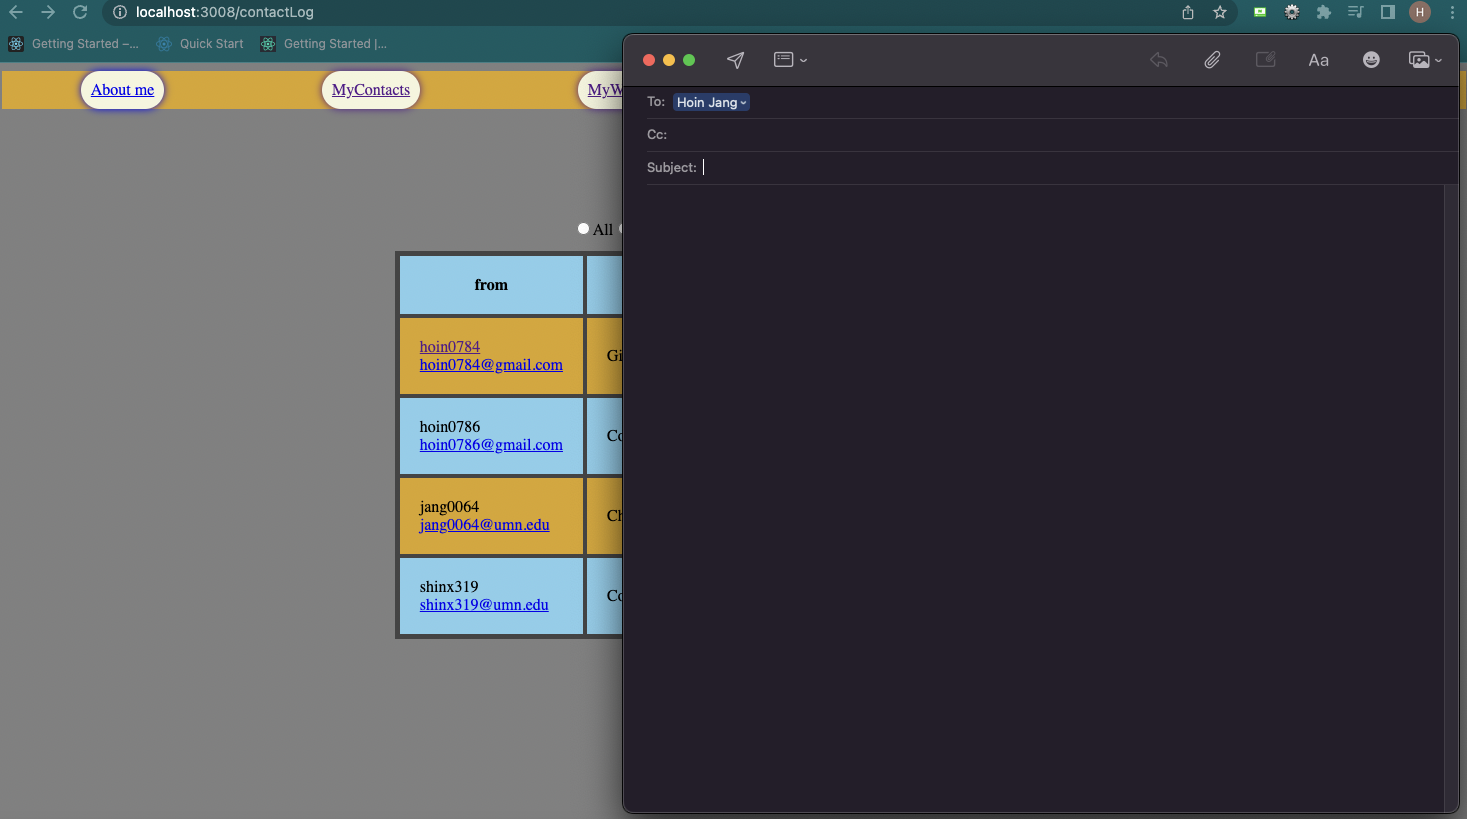 localhost:3008/contactLog
H
Getting Started –... Quick Start Getting Started |...
About me MyContacts MyW
Aa
To: Hoin Jang
Cc:
Subject:
All
from
hoin0784
hoin0784@gmail.com
Gi
hoin0786
hoin0786@gmail.com
Co
jang0064
jang0064@umn.edu
Ch
shinx319
shinx319@umn.edu
Co